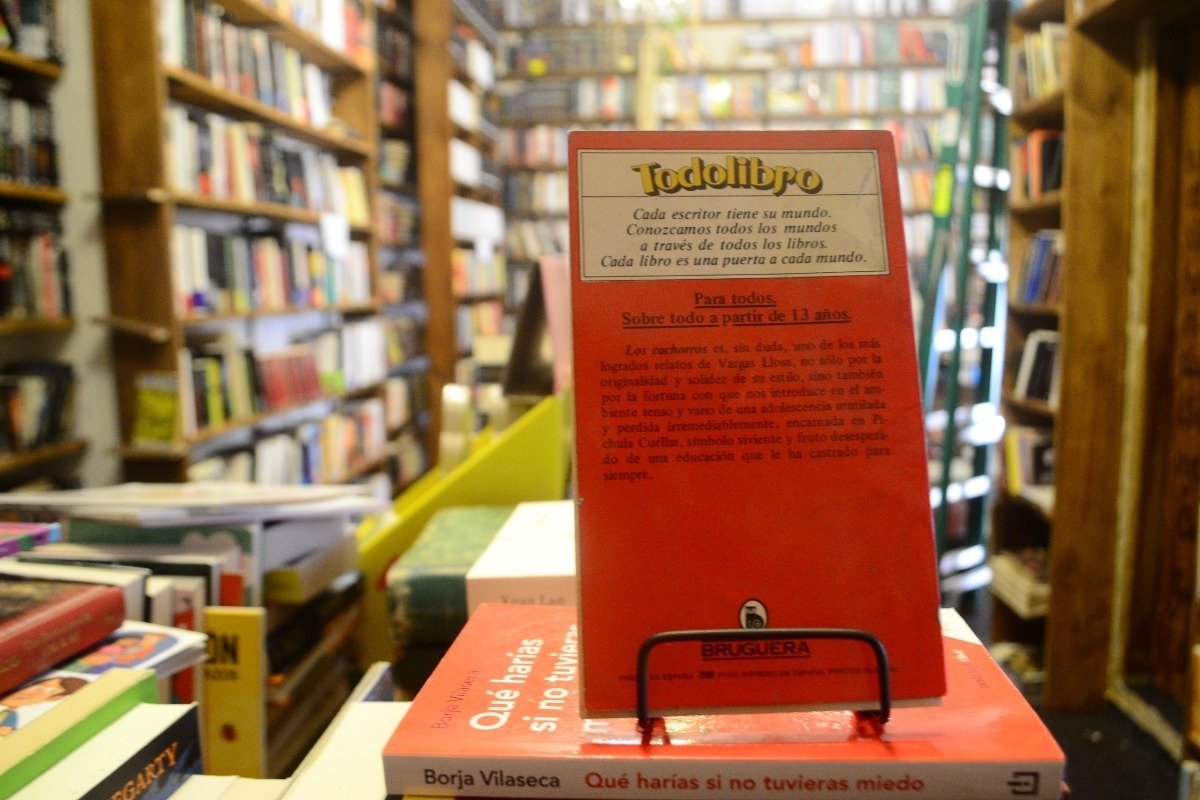 Todolibro
Cada escritor tiene su mundo.
Conozcamos todos los mundos
a través de todos los libros.
Cada libro es una puerta a cada mundo.
Para todos.
Sobre todo a partir de 13 años.
Los cachorros es, sin duda, uno de los más
logrados relatos de Vargas Llosa, no sólo por la
originalidad y solidez de su estilo, sino también
por la fortuna con que nos introduce en el am-
biente tenso y vano de una adolescencia mutilada
y perdida irremediablemente, encarnada en Pi-
chula Cuéllar, símbolo viviente y fruto desespera-
do de una educación que le ha castrado para
siempre.
BRUGUERA
Borja Vilaseca
Qué harías
si no tuvieras
Borja Vilaseca Qué harías si no tuvieras miedo
Yuan Lan
ON
EGARTY